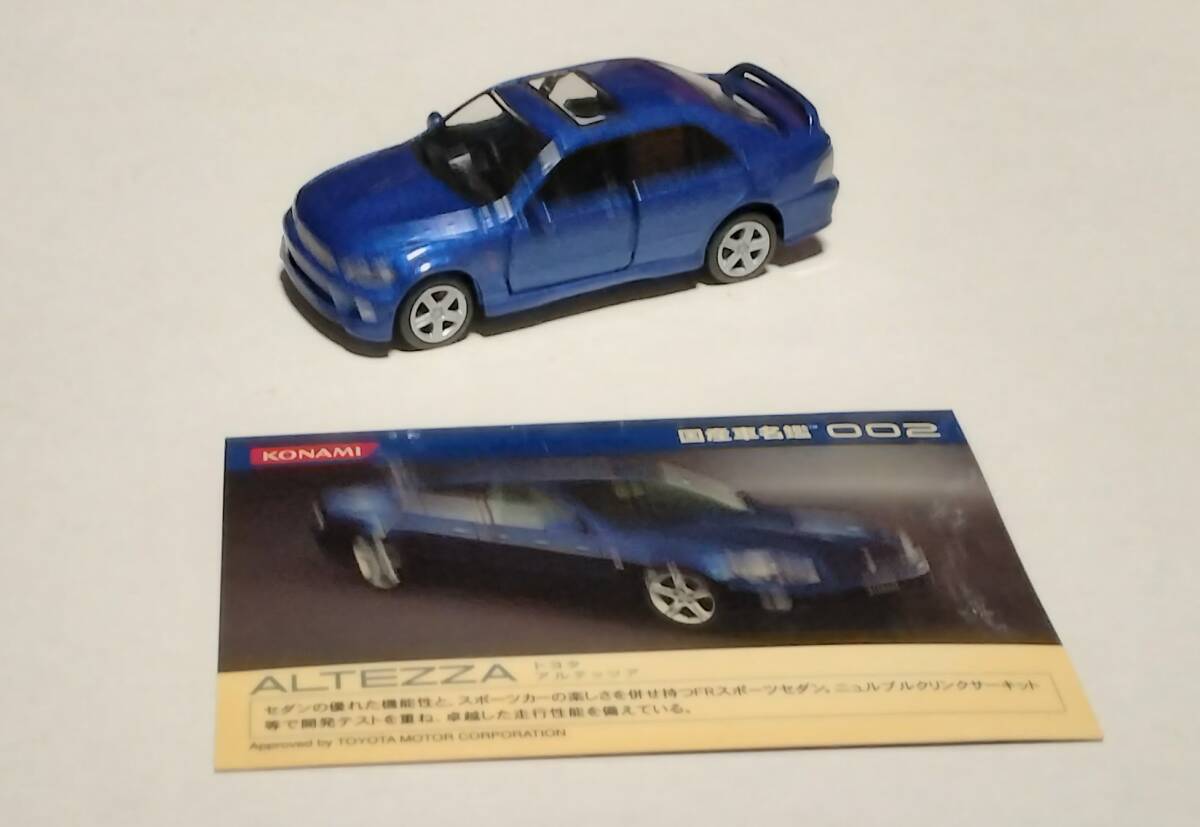 KONAMI
国産車名鑑™ 002
ALTEZZA トヨタ アルテッツァ
セダンの優れた機能性と、スポーツカーの楽しさを併せ持つFRスポーツセダン。ニュルブルクリンクサーキット
等で開発テストを重ね、卓越した走行性能を備えている。
Approved by TOYOTA MOTOR CORPORATION